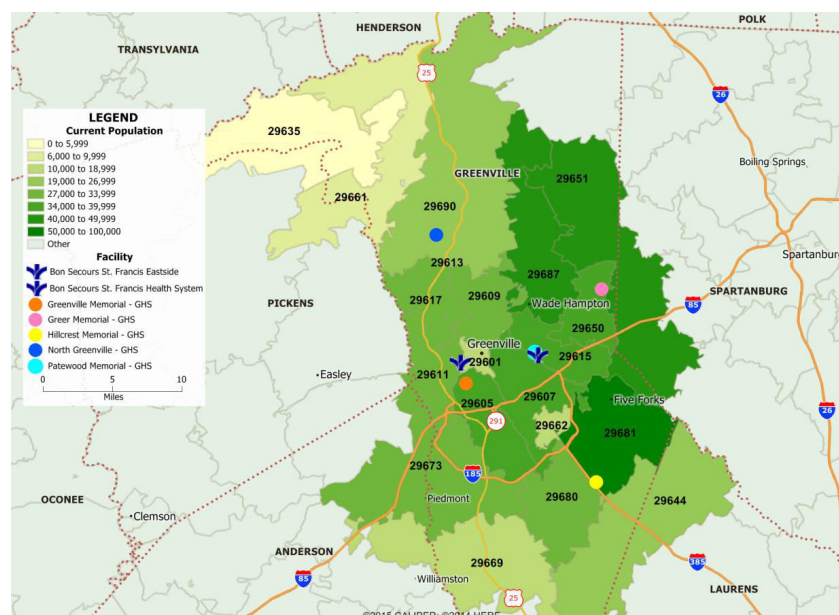 HENDERSON
POLK
TRANSYLVANIA
25
26
LEGEND
Current Population
0 to 5,999
6,000 to 9,999
10,000 to 18,999
19,000 to 26,999
27,000 to 33,999
34,000 to 39,999
40,000 to 49,999
50,000 to 100,000
Other
Facility
Bon Secours St. Francis Eastside
Bon Secours St. Francis Health System
Greenville Memorial - GHS
Greer Memorial - GHS
Hillcrest Memorial - GHS
North Greenville - GHS
Patewood Memorial - GHS
0 5 10
Miles
29635
Boiling Springs
GREENVILLE
29651
29661
29690
29613
Spartanburg
29687
PICKENS
29617
29609
SPARTANBURG
Wade Hampton
85
29650
Greenville
29601
29615
Easley
29611
29605
29607
Five Forks
26
291
29662
29681
29673
185
OCONEE
Piedmont
29680
29644
Clemson
ANDERSON
29669
385
85
Williamston
25
LAURENS
©2015 CALIPER; ©2014 HERE